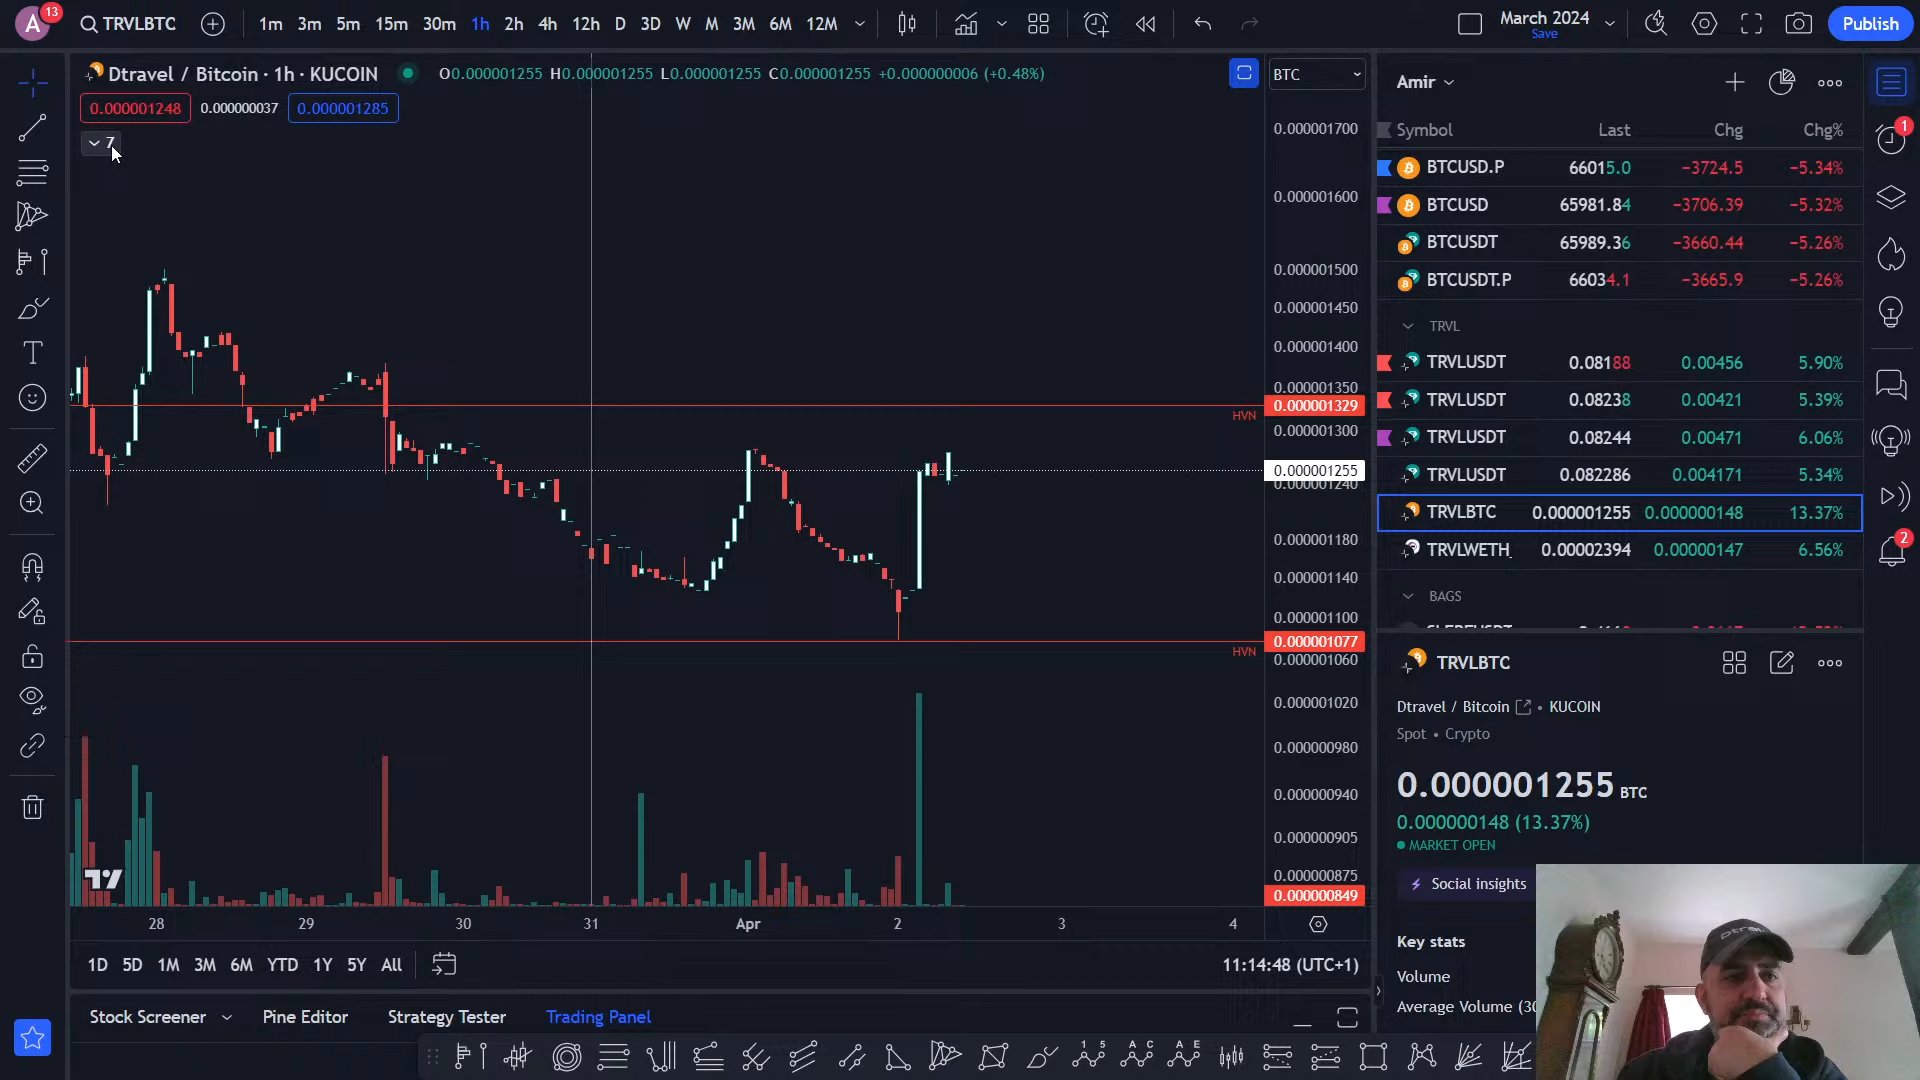 A 13 TRVLBTC 1m 3m 5m 15m 30m 1h 2h 4h 12h D 3D W M 3M 6M 12M March 2024 Save Publish
Dtravel / Bitcoin · 1h · KUCOIN O0.000001255 H0.000001255 L0.000001255 C0.000001255 +0.000000006 (+0.48%) BTC
0.000001248 0.000000037 0.000001285
7
0.000001700
0.000001600
0.000001500
0.000001450
0.000001400
0.000001350
0.000001329
HVN
0.000001300
0.000001255
0.000001240
0.000001180
0.000001140
0.000001100
0.000001077
HVN
0.000001060
0.000001020
0.000000980
0.000000940
0.000000905
0.000000875
0.000000849
28 29 30 31 Apr 2 3 4
1D 5D 1M 3M 6M YTD 1Y 5Y All 11:14:48 (UTC+1)
Stock Screener Pine Editor Strategy Tester Trading Panel
Amir
Symbol Last Chg Chg%
BTCUSD.P 66015.0 −3724.5 −5.34%
BTCUSD 65981.84 −3706.39 −5.32%
BTCUSDT 65989.36 −3660.44 −5.26%
BTCUSDT.P 66034.1 −3665.9 −5.26%
TRVL
TRVLUSDT 0.08188 0.00456 5.90%
TRVLUSDT 0.08238 0.00421 5.39%
TRVLUSDT 0.08244 0.00471 6.06%
TRVLUSDT 0.082286 0.004171 5.34%
TRVLBTC 0.000001255 0.000000148 13.37%
TRVLWETH 0.00002394 0.00000147 6.56%
BAGS
TRVLBTC
Dtravel / Bitcoin • KUCOIN
Spot • Crypto
0.000001255 BTC
0.000000148 (13.37%)
MARKET OPEN
Social insights
Key stats
Volume
Average Volume (30
1
2